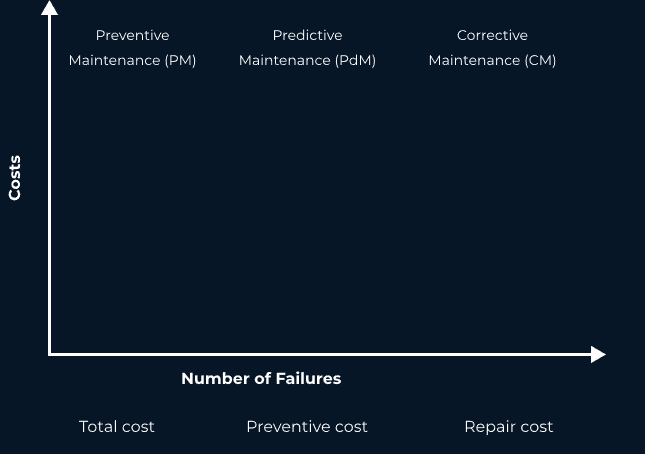 Preventive
Maintenance (PM)
Predictive
Maintenance (PdM)
Corrective
Maintenance (CM)
Costs
Number of Failures
Total cost
Preventive cost
Repair cost